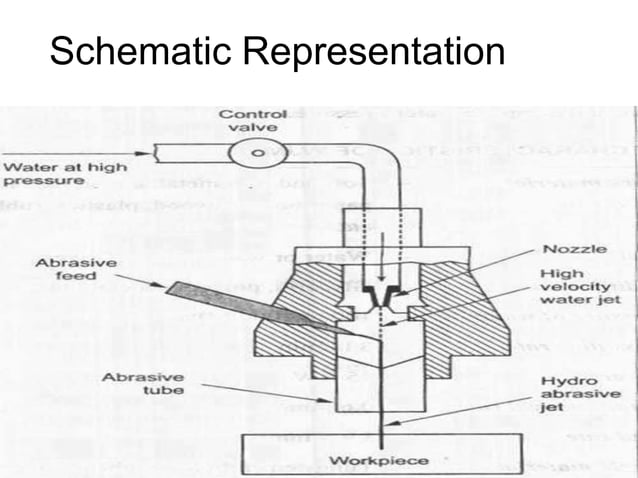 Schematic Representation
Control
valve
Water at high
pressure
Nozzle
Abrasive
feed
High
velocity
water jet
Abrasive
tube
Hydro
abrasive
jet
Workpiece